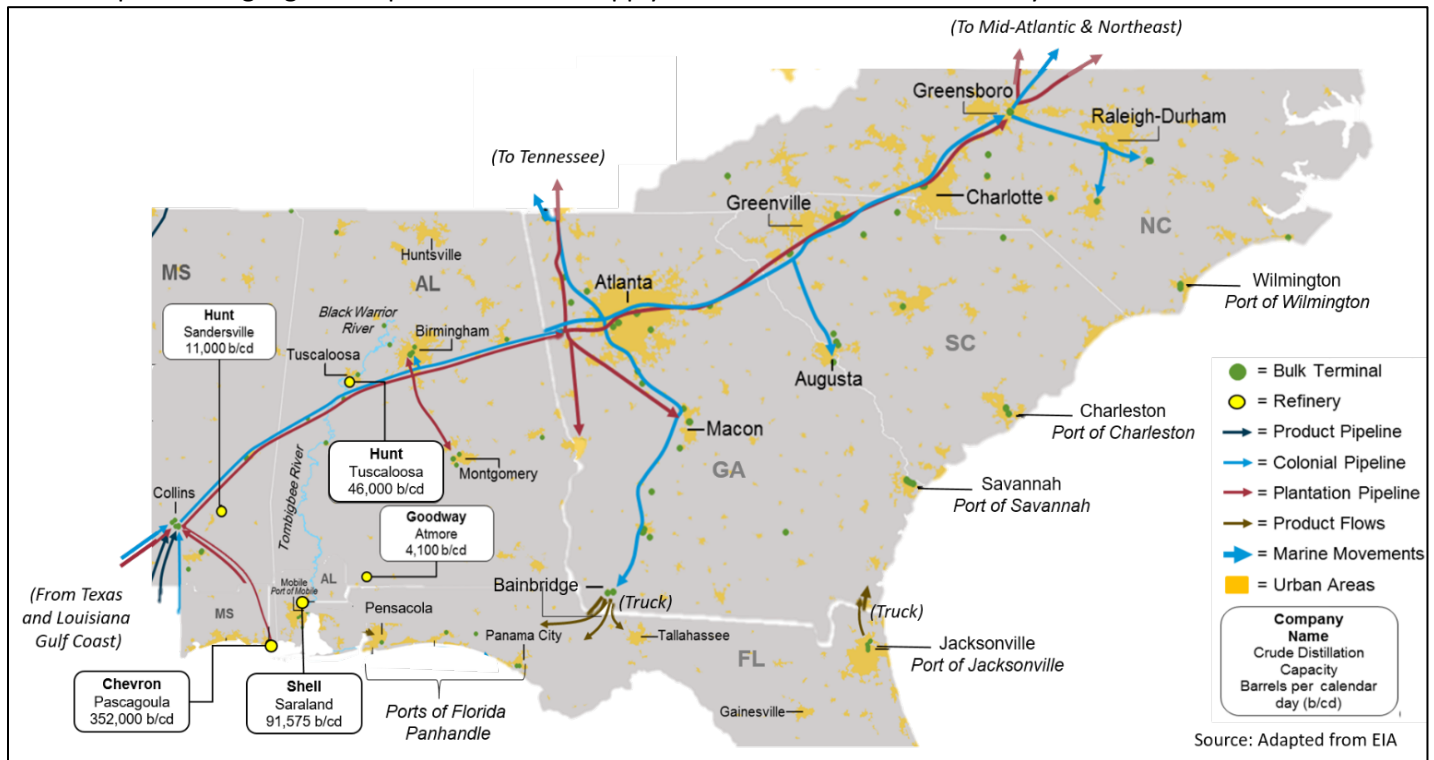 (To Mid-Atlantic & Northeast)
Greensboro
Raleigh-Durham
(To Tennessee)
Greenville
Charlotte
NC
Huntsville
MS
AL
Atlanta
Wilmington
Port of Wilmington
Hunt
Sandersville
11,000 b/cd
Black Warrior
River
Birmingham
Tuscaloosa
SC
Augusta
= Bulk Terminal
= Refinery
= Product Pipeline
= Colonial Pipeline
= Plantation Pipeline
= Product Flows
= Marine Movements
= Urban Areas
Company
Name
Crude Distillation
Capacity
Barrels per calendar
day (b/cd)
Charleston
Port of Charleston
Macon
Hunt
Tuscaloosa
46,000 b/cd
Montgomery
GA
Tombigbee River
Collins
Savannah
Port of Savannah
Goodway
Atmore
4,100 b/cd
Mobile
Port of Mobile
AL
MS
(From Texas
and Louisiana
Gulf Coast)
Bainbridge
(Truck)
(Truck)
Pensacola
Panama City
Tallahassee
Jacksonville
Port of Jacksonville
FL
Chevron
Pascagoula
352,000 b/cd
Shell
Saraland
91,575 b/cd
Ports of Florida
Panhandle
Gainesville
Source: Adapted from EIA